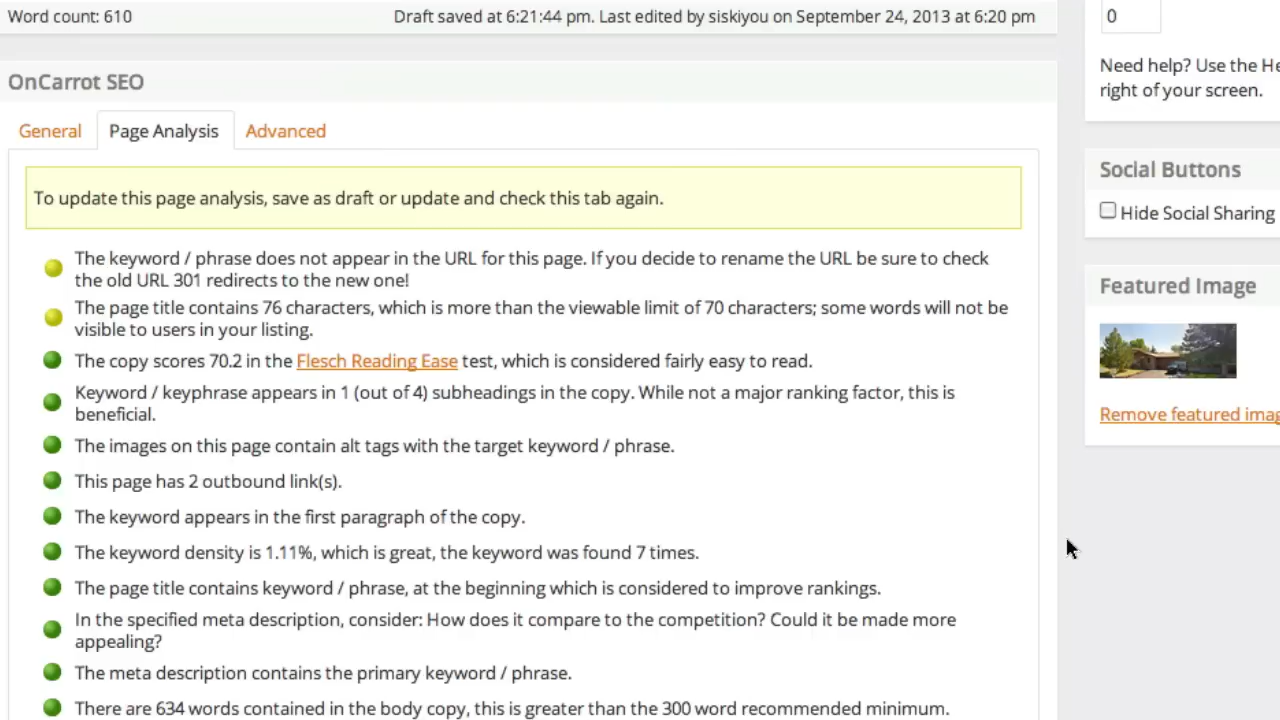 Word count: 610
Draft saved at 6:21:44 pm. Last edited by siskiyou on September 24, 2013 at 6:20 pm
0
Need help? Use the He
right of your screen.
OnCarrot SEO
General
Page Analysis
Advanced
To update this page analysis, save as draft or update and check this tab again.
The keyword / phrase does not appear in the URL for this page. If you decide to rename the URL be sure to check
the old URL 301 redirects to the new one!
The page title contains 76 characters, which is more than the viewable limit of 70 characters; some words will not be
visible to users in your listing.
The copy scores 70.2 in the Flesch Reading Ease test, which is considered fairly easy to read.
Keyword / keyphrase appears in 1 (out of 4) subheadings in the copy. While not a major ranking factor, this is
beneficial.
The images on this page contain alt tags with the target keyword / phrase.
This page has 2 outbound link(s).
The keyword appears in the first paragraph of the copy.
The keyword density is 1.11%, which is great, the keyword was found 7 times.
The page title contains keyword / phrase, at the beginning which is considered to improve rankings.
In the specified meta description, consider: How does it compare to the competition? Could it be made more
appealing?
The meta description contains the primary keyword / phrase.
There are 634 words contained in the body copy, this is greater than the 300 word recommended minimum.
Social Buttons
Hide Social Sharing
Featured Image
Remove featured imag